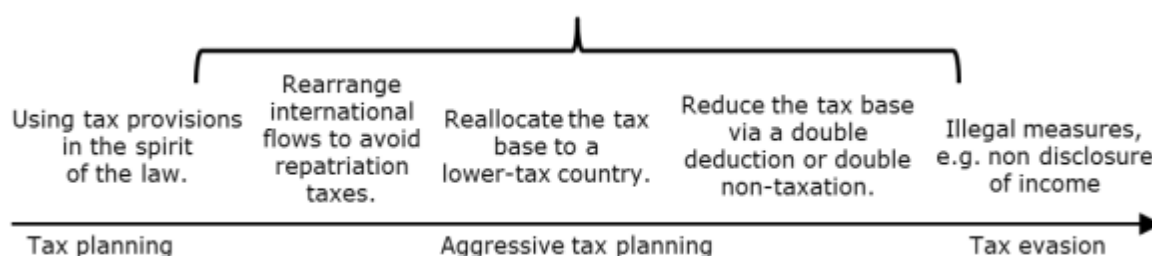 Using tax provisions
in the spirit
of the law.
Rearrange
international
flows to avoid
repatriation
taxes.
Reallocate the tax
base to a
lower-tax country.
Reduce the tax base
via a double
deduction or double
non-taxation.
Illegal measures,
e.g. non disclosure
of income
Tax planning
Aggressive tax planning
Tax evasion